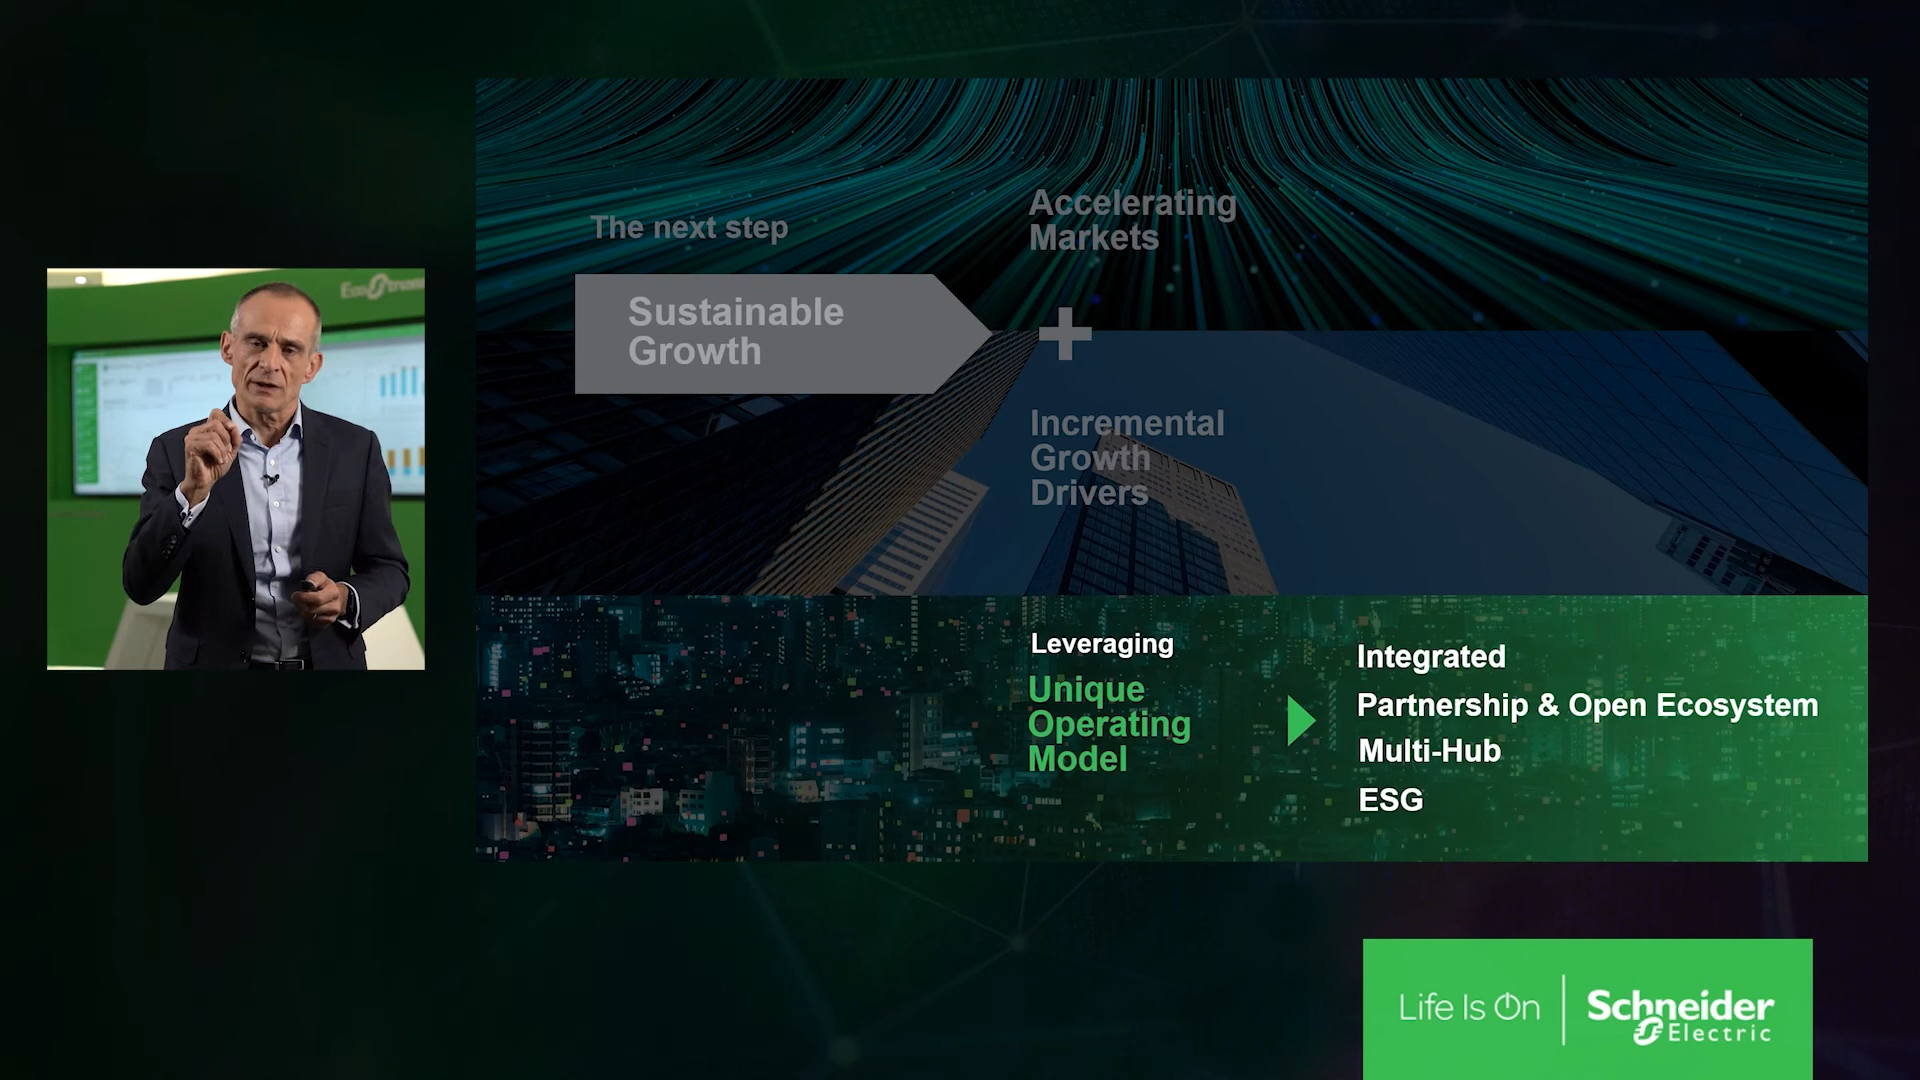 The next step
Sustainable
Growth
Accelerating
Markets
+
Incremental
Growth
Drivers
Leveraging
Unique
Operating
Model
Integrated
Partnership & Open Ecosystem
Multi-Hub
ESG
Life Is On
Schneider
Electric